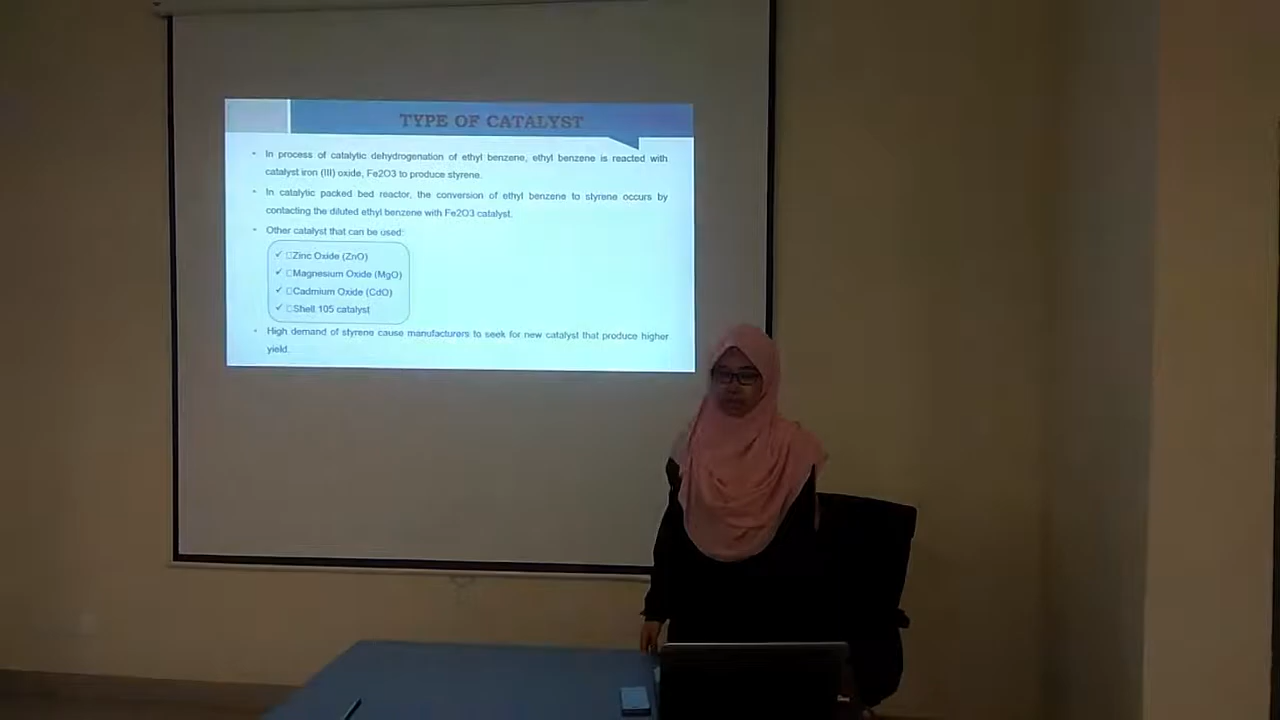 TYPE OF CATALYST
In process of catalytic dehydrogenation of ethyl benzene, ethyl benzene is reacted with
catalyst iron (III) oxide, Fe2O3 to produce styrene.
In catalytic packed bed reactor, the conversion of ethyl benzene to styrene occurs by
contacting the diluted ethyl benzene with Fe2O3 catalyst.
Other catalyst that can be used:
Zinc Oxide (ZnO)
Magnesium Oxide (MgO)
Cadmium Oxide (CdO)
Shell 105 catalyst
High demand of styrene cause manufacturers to seek for new catalyst that produce higher
yield.